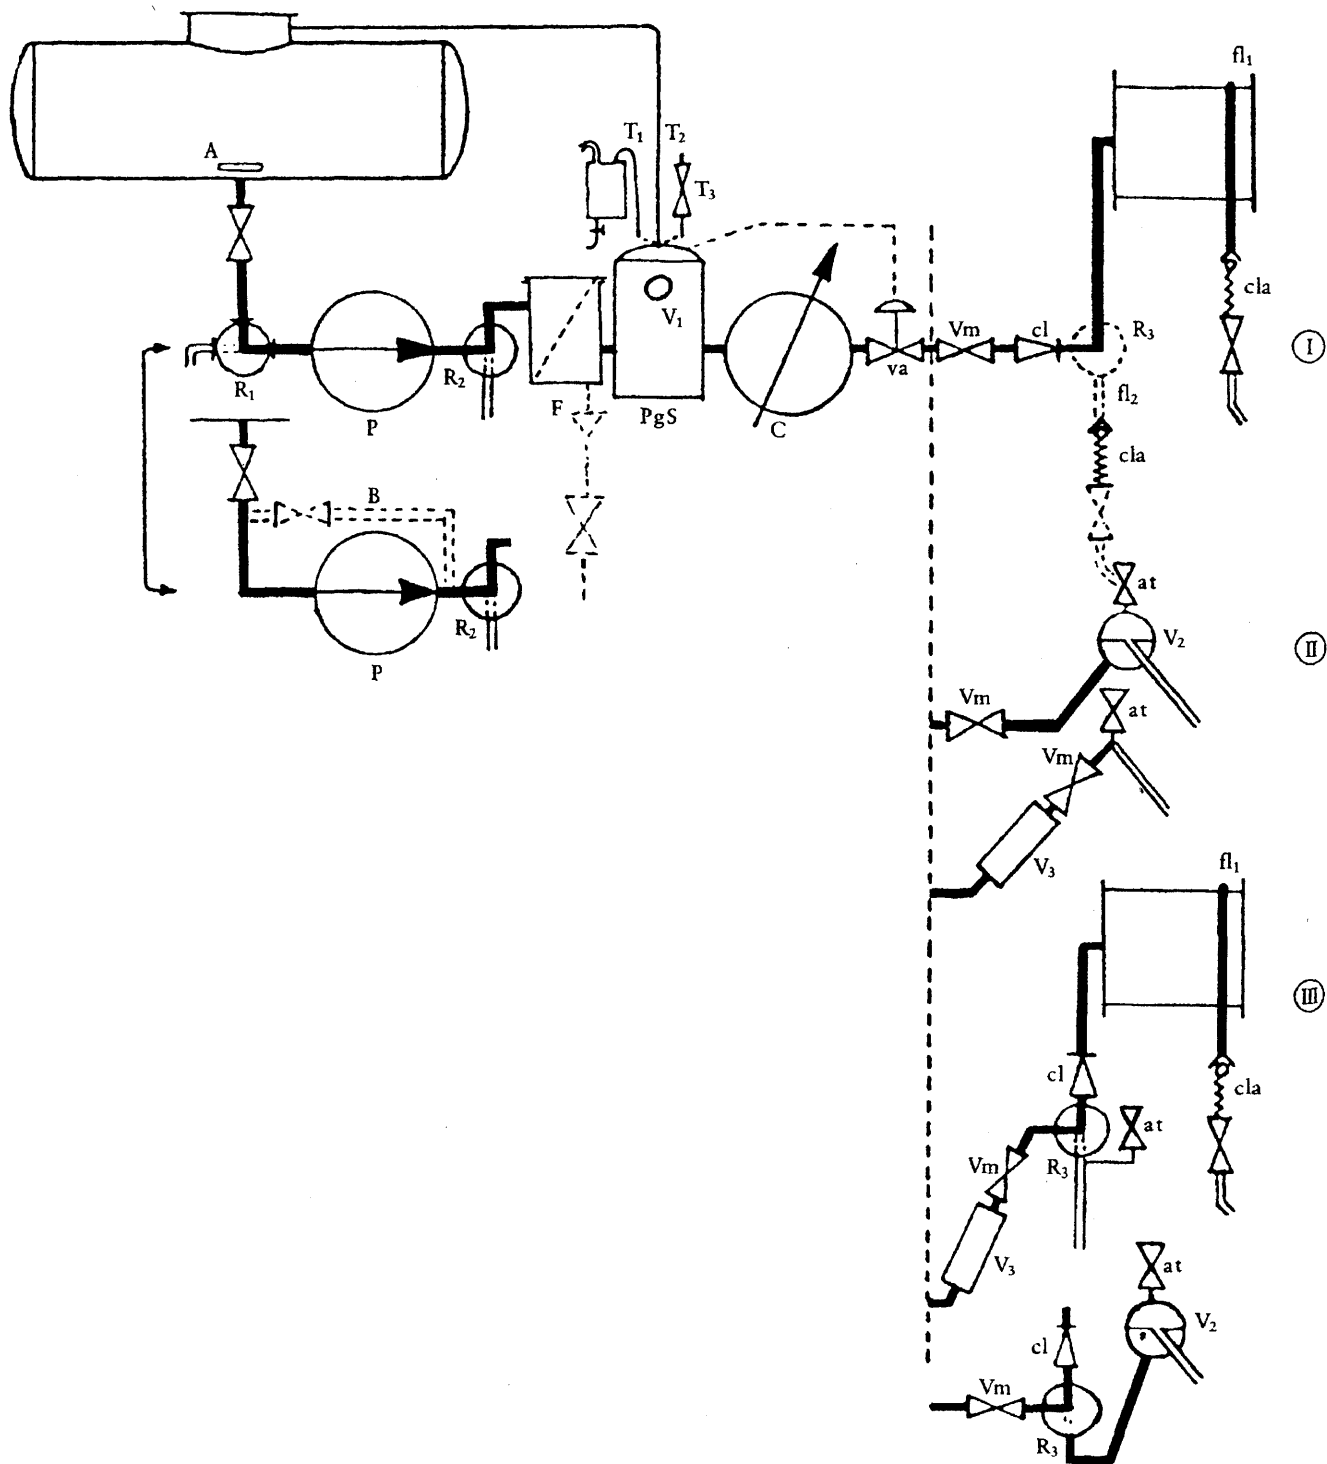 fl₁
A
T₁
T₂
T₃
V₁
cla
R₁
R₂
P
F
PgS
C
va
Vm
cl
R₃
I
fl₂
cla
B
at
R₂
P
V₂
II
Vm
at
Vm
V₃
fl₁
III
cl
cla
at
Vm
R₃
V₃
at
V₂
cl
Vm
R₃